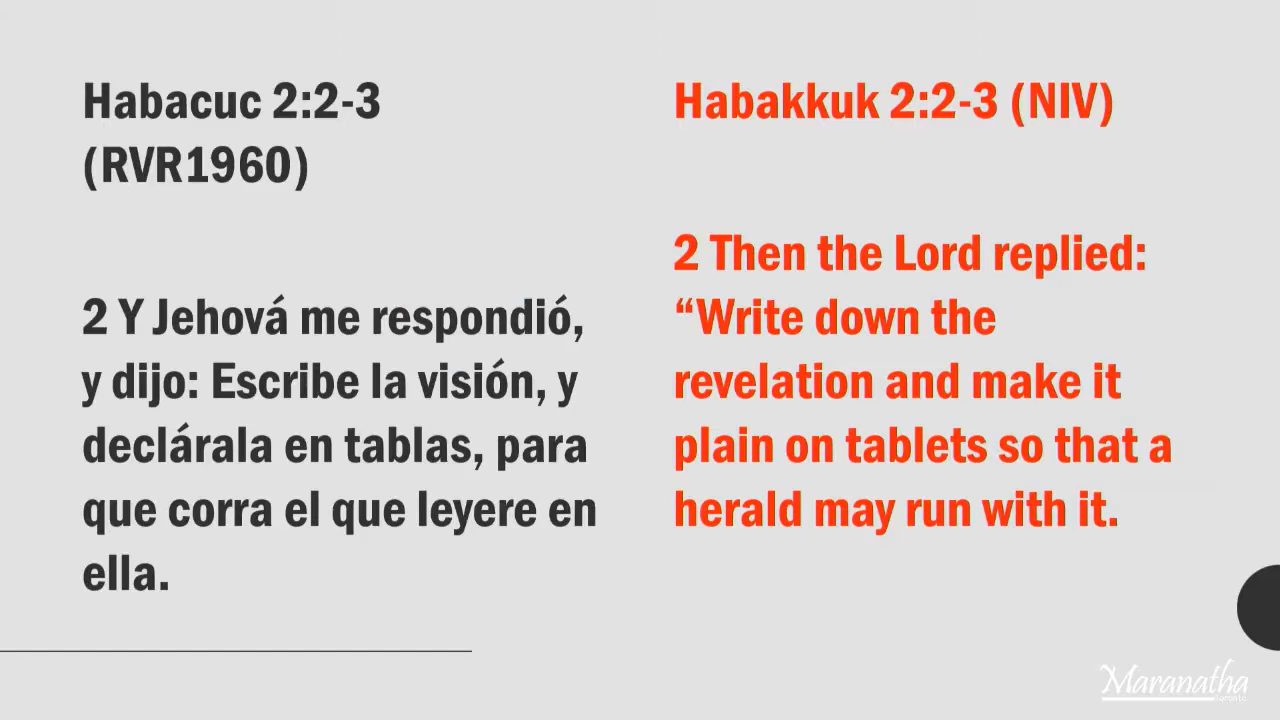 Habacuc 2:2-3
(RVR1960)
2 Y Jehová me respondió,
y dijo: Escribe la visión, y
declárala en tablas, para
que corra el que leyere en
ella.
Habakkuk 2:2-3 (NIV)
2 Then the Lord replied:
“Write down the
revelation and make it
plain on tablets so that a
herald may run with it.
Maranatha